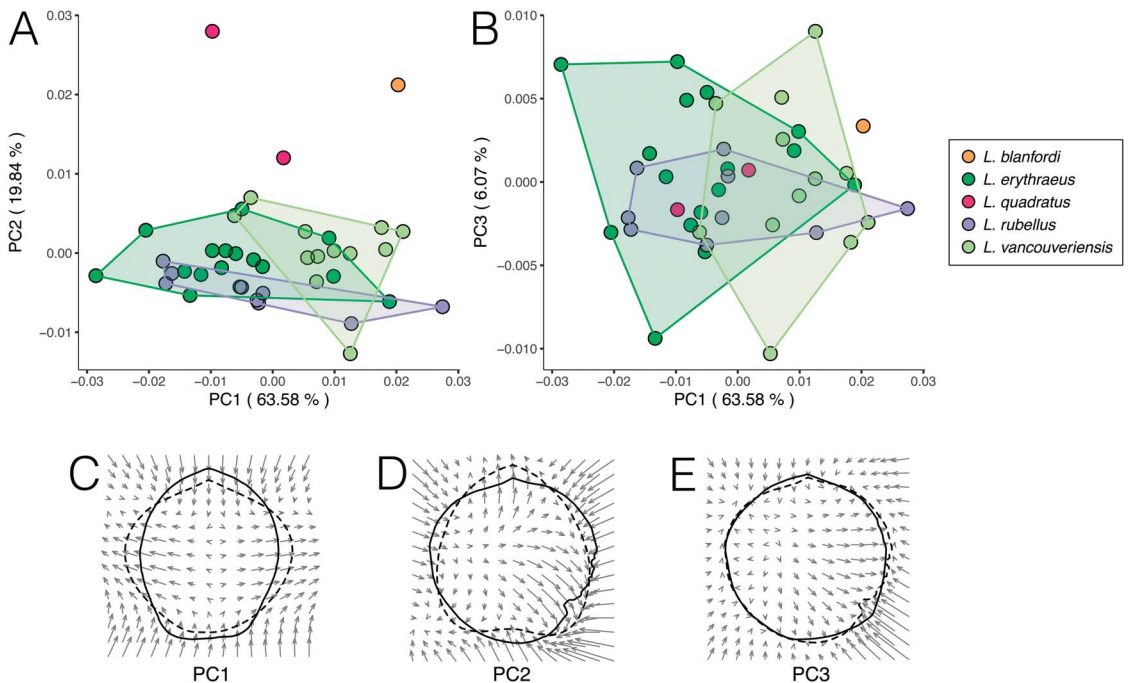 A
0.03
0.02
0.01
0.00
−0.01
PC2 ( 19.84 % )
−0.03
−0.02
−0.01
0.00
0.01
0.02
0.03
PC1 ( 63.58 % )
B
0.010
0.005
0.000
−0.005
−0.010
PC3 ( 6.07 % )
−0.03
−0.02
−0.01
0.00
0.01
0.02
0.03
PC1 ( 63.58 % )
L. blanfordi
L. erythraeus
L. quadratus
L. rubellus
L. vancouveriensis
C
PC1
D
PC2
E
PC3